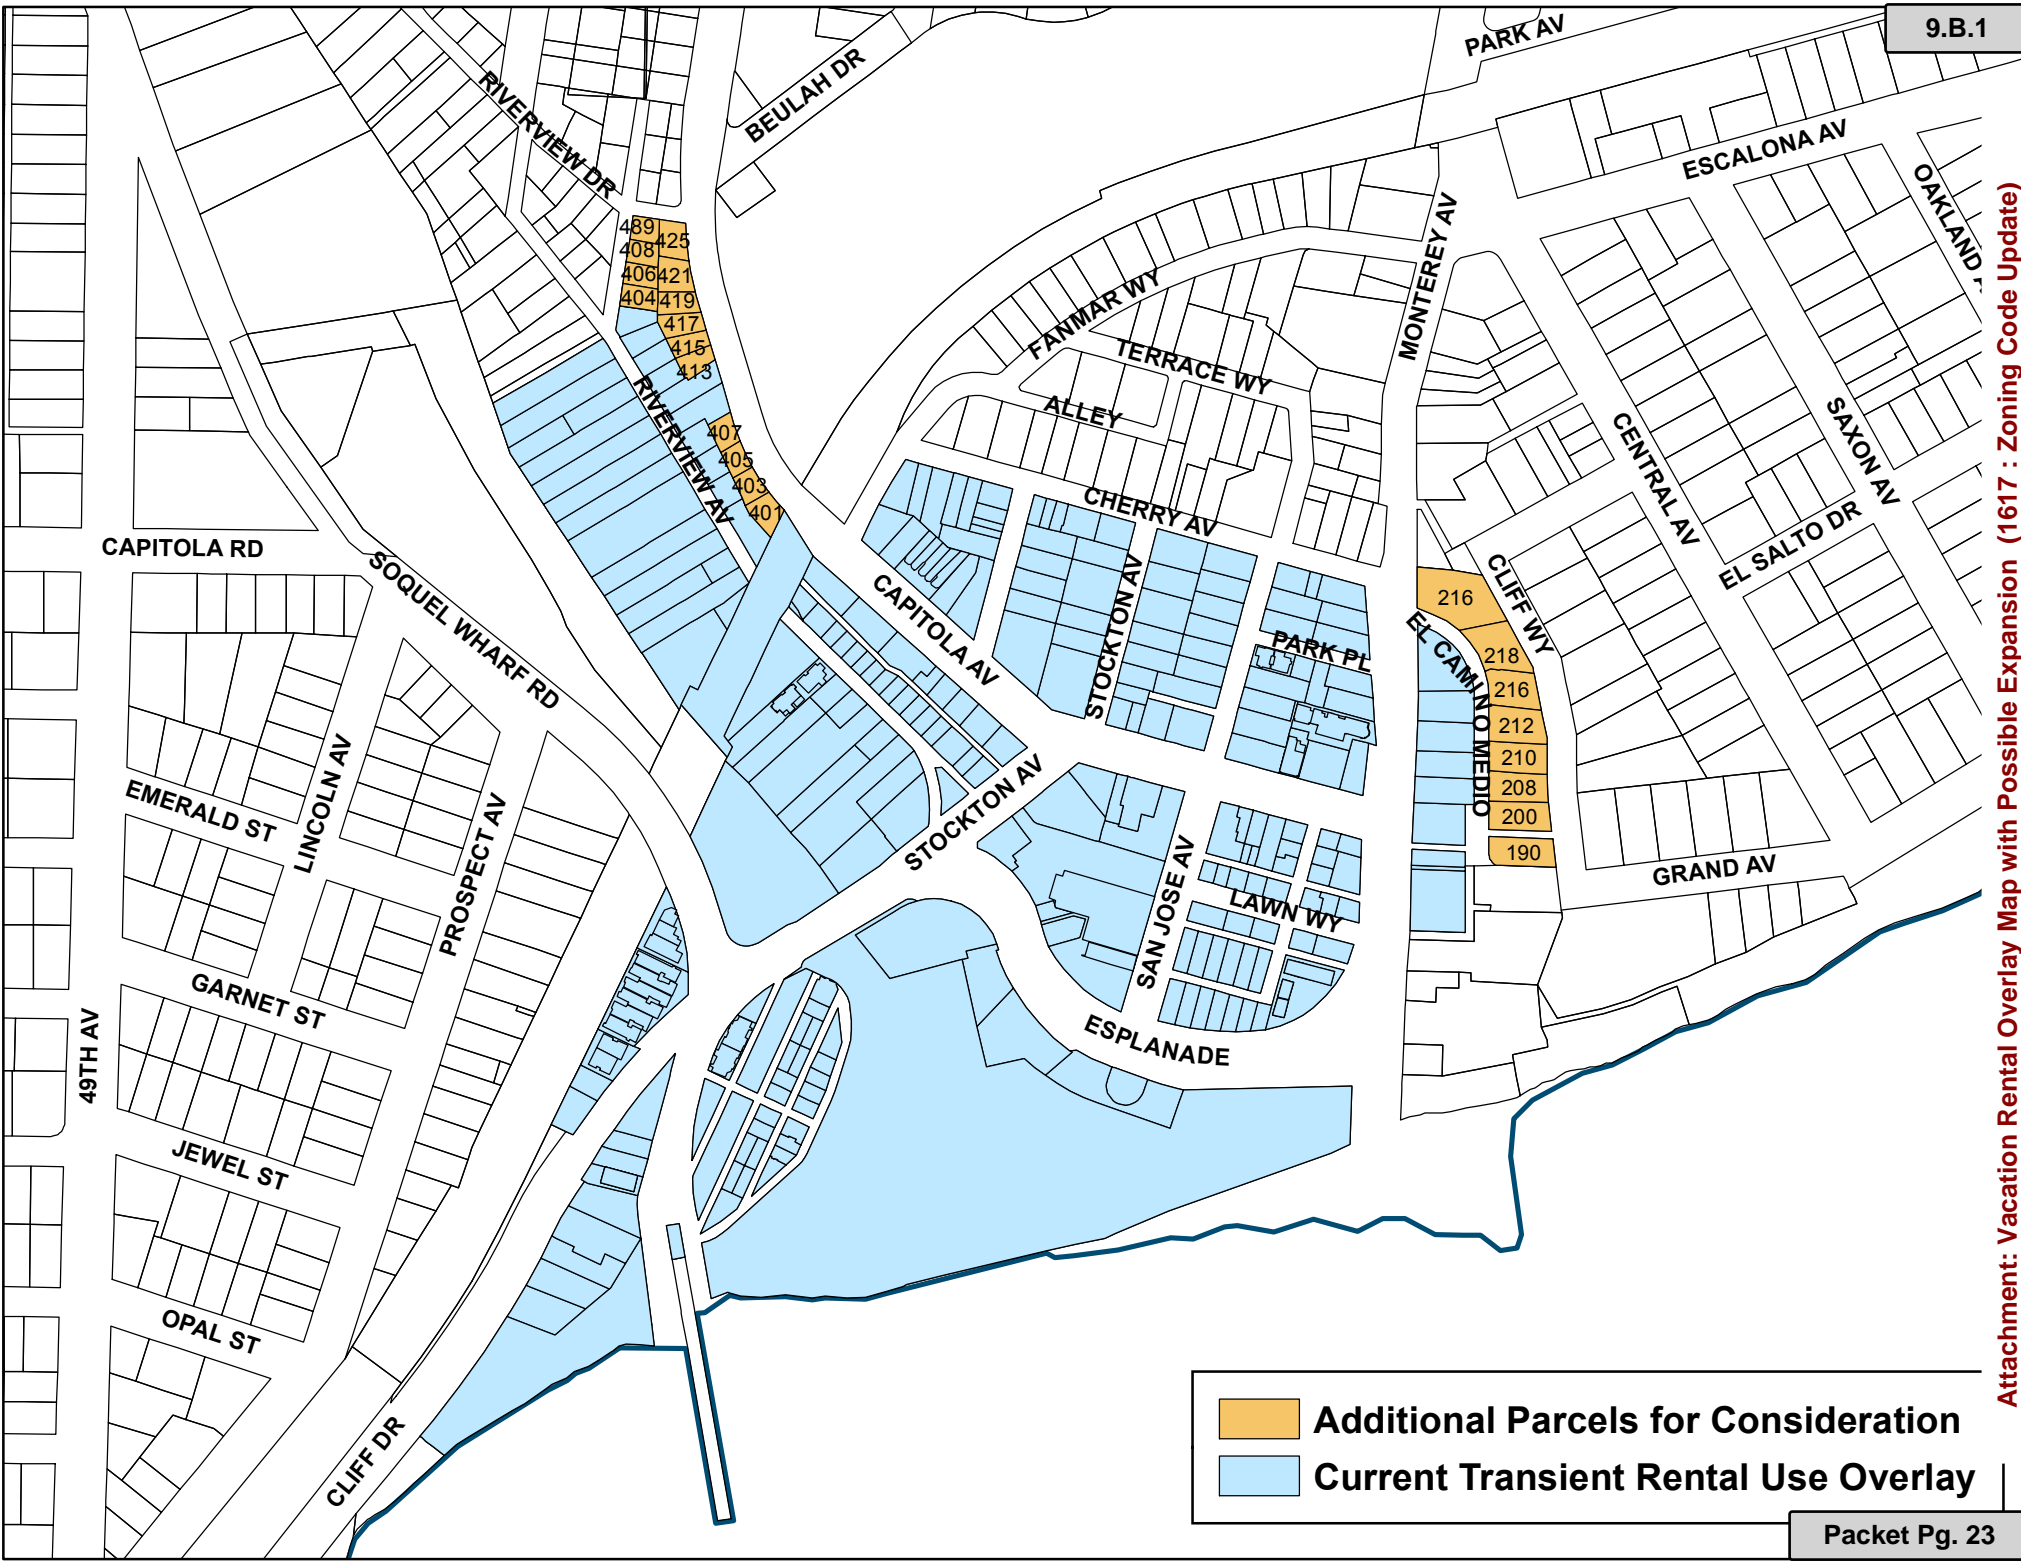 9.B.1
PARK AV
BEULAH DR
RIVERVIEW DR
ESCALONA AV
OAKLAND A
MONTEREY AV
489
425
408
406
421
404
419
417
415
413
FANMAR WY
TERRACE WY
ALLEY
RIVERVIEW AV
407
405
403
401
CENTRAL AV
SAXON AV
CHERRY AV
EL SALTO DR
CAPITOLA RD
SOQUEL WHARF RD
CAPITOLA AV
STOCKTON AV
PARK PL
CLIFF WY
EL CAMINO MEDIO
216
218
216
212
210
208
200
190
EMERALD ST
LINCOLN AV
PROSPECT AV
STOCKTON AV
SAN JOSE AV
LAWN WY
GRAND AV
GARNET ST
49TH AV
ESPLANADE
JEWEL ST
OPAL ST
CLIFF DR
Additional Parcels for Consideration
Current Transient Rental Use Overlay
Attachment: Vacation Rental Overlay Map with Possible Expansion (1617 : Zoning Code Update)
Packet Pg. 23